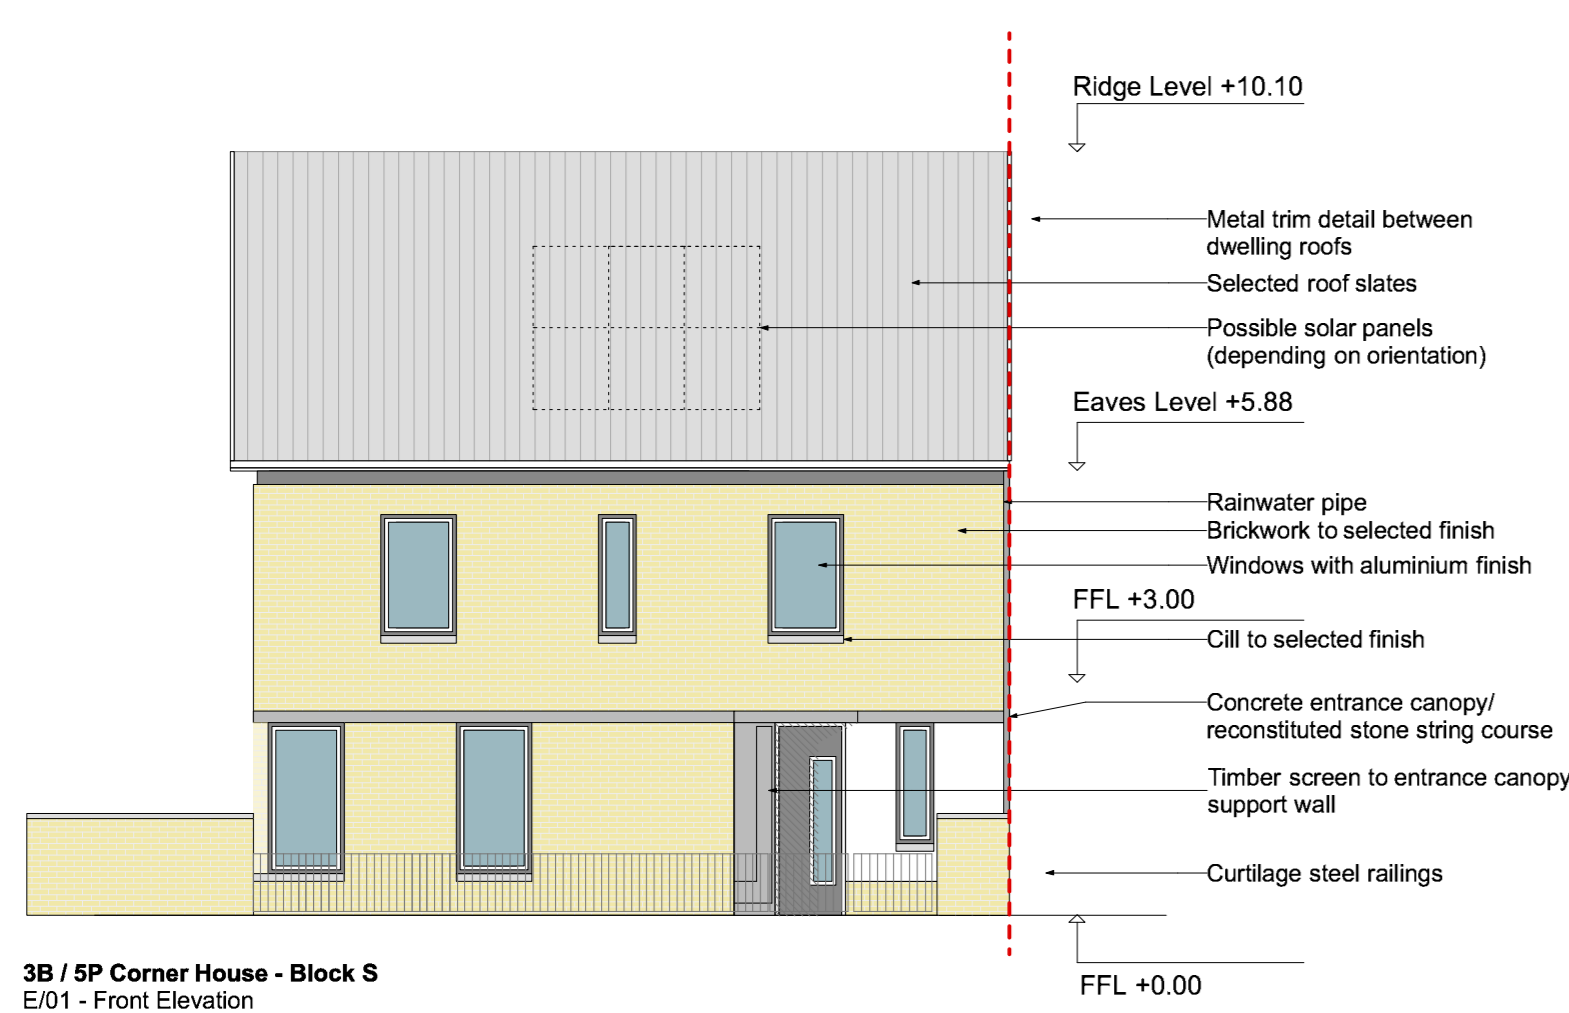 Ridge Level +10.10
Metal trim detail between
dwelling roofs
Selected roof slates
Possible solar panels
(depending on orientation)
Eaves Level +5.88
Rainwater pipe
Brickwork to selected finish
Windows with aluminium finish
FFL +3.00
Cill to selected finish
Concrete entrance canopy/
reconstituted stone string course
Timber screen to entrance canopy
support wall
Curtilage steel railings
FFL +0.00
3B / 5P Corner House - Block S
E/01 - Front Elevation